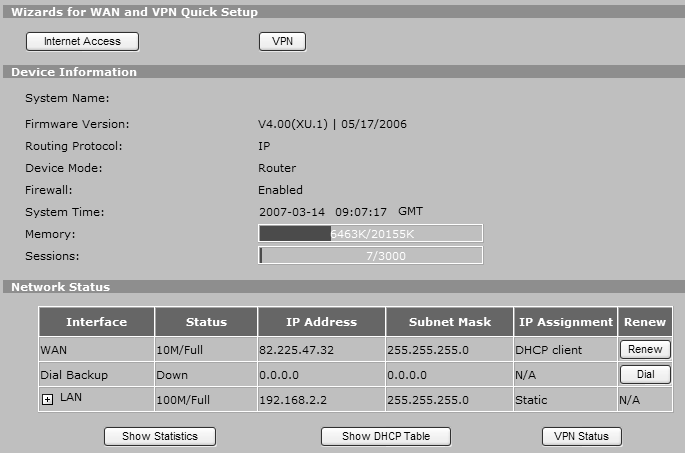 Wizards for WAN and VPN Quick Setup
Internet Access VPN
Device Information
System Name:
Firmware Version: V4.00(XU.1) | 05/17/2006
Routing Protocol: IP
Device Mode: Router
Firewall: Enabled
System Time: 2007-03-14 09:07:17 GMT
Memory: 6463K/20155K
Sessions: 7/3000
Network Status
Interface Status IP Address Subnet Mask IP Assignment Renew
WAN 10M/Full 82.225.47.32 255.255.255.0 DHCP client Renew
Dial Backup Down 0.0.0.0 0.0.0.0 N/A Dial
LAN 100M/Full 192.168.2.2 255.255.255.0 Static N/A
Show Statistics Show DHCP Table VPN Status